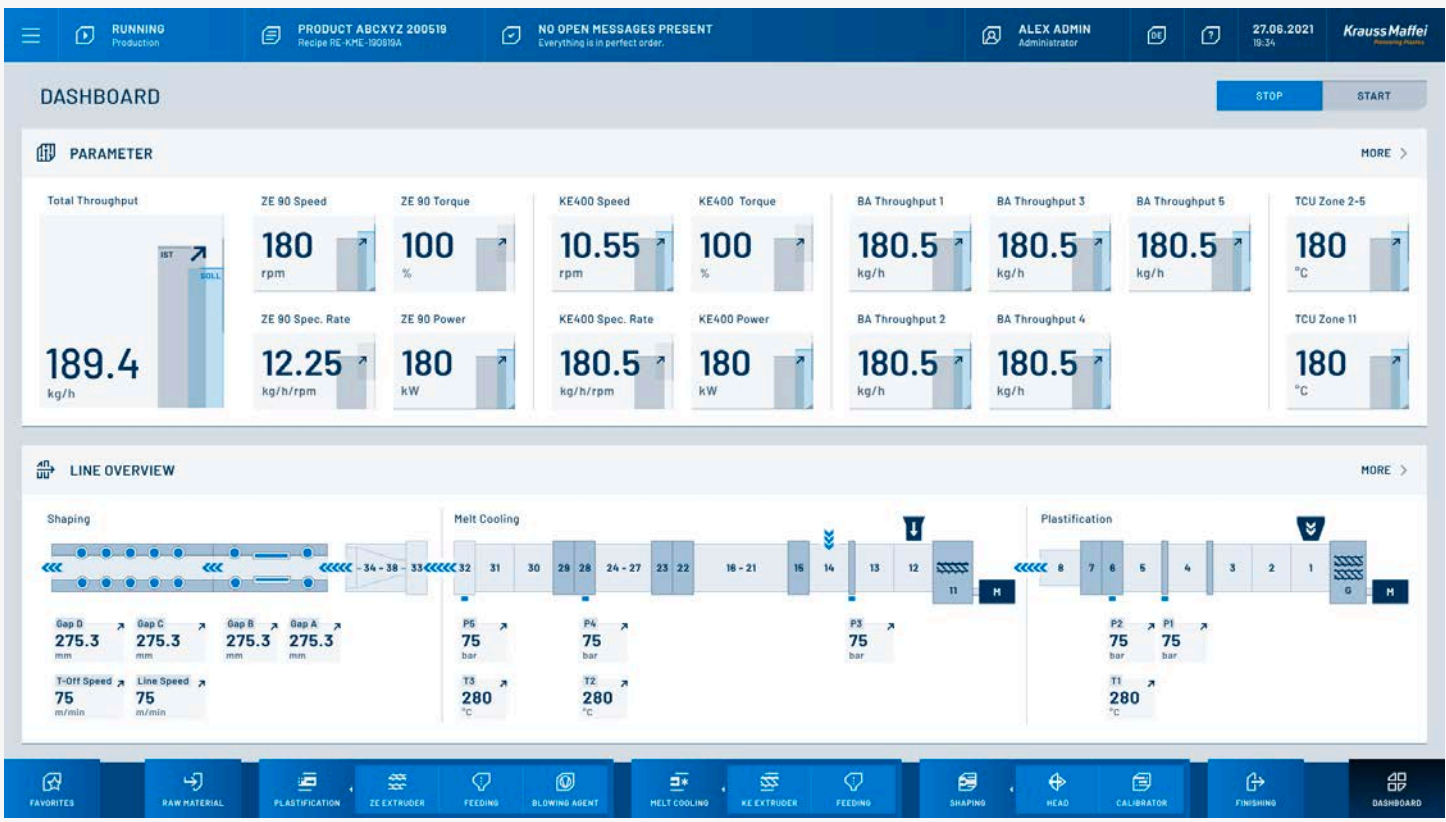 RUNNING
Production
PRODUCT ABCXYZ 200519
Recipe RE-KME-190819A
NO OPEN MESSAGES PRESENT
Everything is in perfect order.
ALEX ADMIN
Administrator
DE
?
27.06.2021
19:34
Krauss Maffei
Pioneering Plastics
DASHBOARD
STOP
START
PARAMETER
MORE
Total Throughput
IST
SOLL
189.4
kg/h
ZE 90 Speed
180
rpm
ZE 90 Torque
100
%
KE400 Speed
10.55
rpm
KE400 Torque
100
%
BA Throughput 1
180.5
kg/h
BA Throughput 3
180.5
kg/h
BA Throughput 5
180.5
kg/h
TCU Zone 2-5
180
°C
ZE 90 Spec. Rate
12.25
kg/h/rpm
ZE 90 Power
180
kW
KE400 Spec. Rate
180.5
kg/h/rpm
KE400 Power
180
kW
BA Throughput 2
180.5
kg/h
BA Throughput 4
180.5
kg/h
TCU Zone 11
180
°C
LINE OVERVIEW
MORE
Shaping
Melt Cooling
Plastification
- 34 - 38 - 33
32 31 30 29 28 24 - 27 23 22 16 - 21 15 14 13 12
11
M
8 7 6 5 4 3 2 1
G
M
Gap D
275.3
mm
Gap C
275.3
mm
Gap B
275.3
mm
Gap A
275.3
mm
P5
75
bar
P4
75
bar
P3
75
bar
P2
75
bar
P1
75
bar
T-Off Speed
75
m/min
Line Speed
75
m/min
T3
280
°C
T2
280
°C
T1
280
°C
FAVORITES
RAW MATERIAL
PLASTIFICATION
ZE EXTRUDER
FEEDING
BLOWING AGENT
MELT COOLING
KE EXTRUDER
FEEDING
SHAPING
HEAD
CALIBRATOR
FINISHING
DASHBOARD